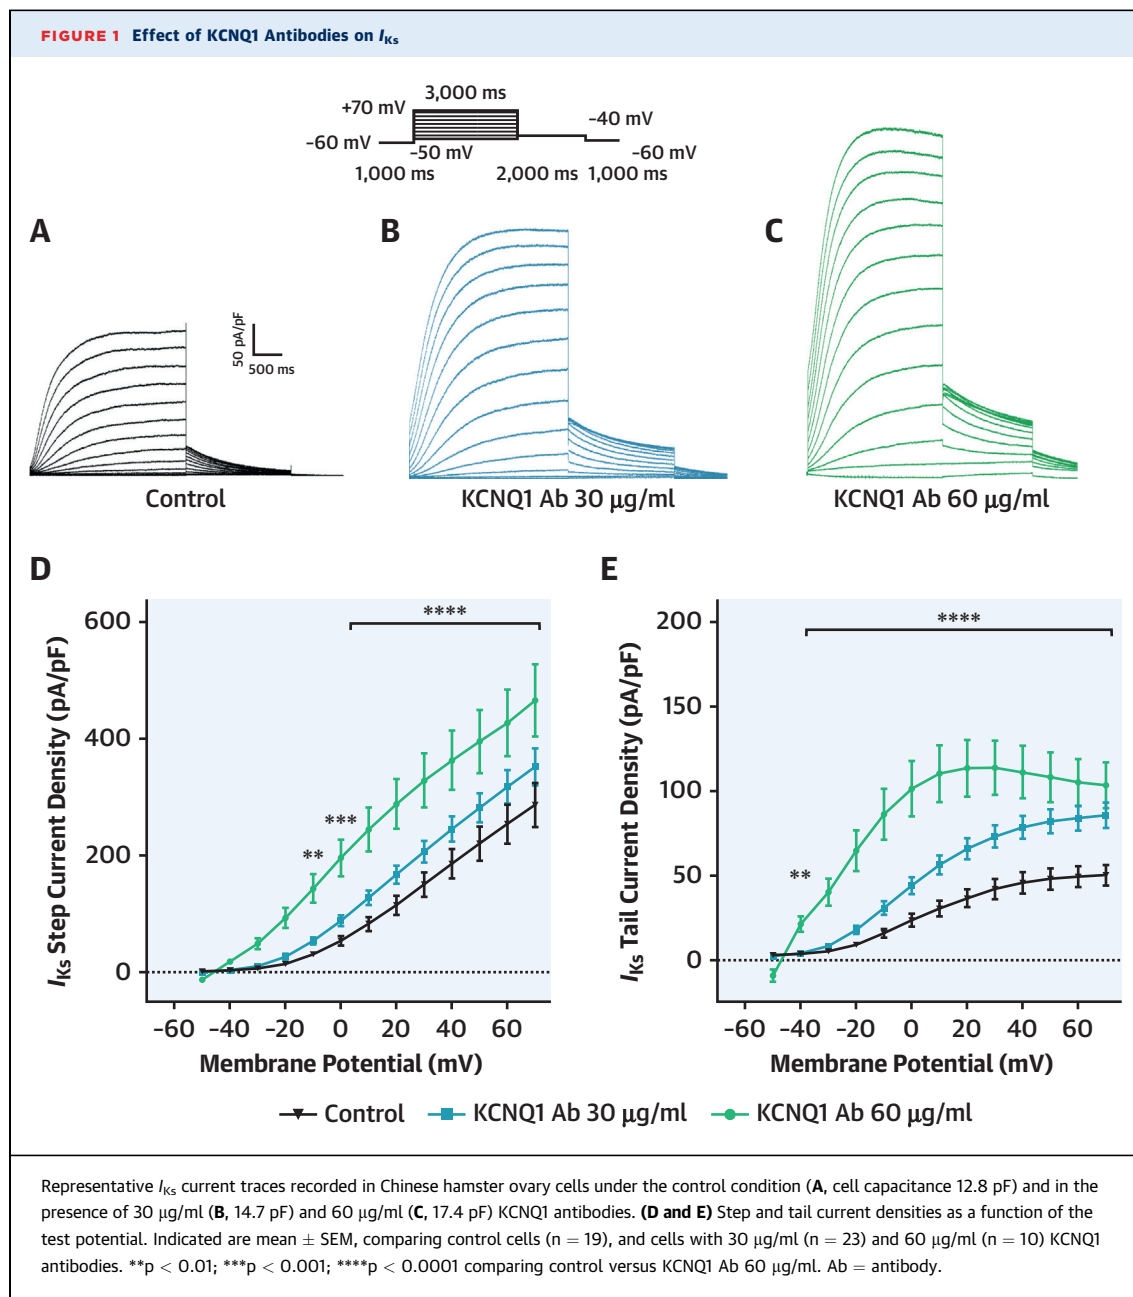 FIGURE 1 Effect of KCNQ1 Antibodies on IKs
3,000 ms
+70 mV
-40 mV
-60 mV
-50 mV
-60 mV
1,000 ms
2,000 ms
1,000 ms
A
B
C
50 pA/pF
500 ms
Control
KCNQ1 Ab 30 μg/ml
KCNQ1 Ab 60 μg/ml
D
E
IKs Step Current Density (pA/pF)
600
400
200
0
****
***
**
-60
-40
-20
0
20
40
60
Membrane Potential (mV)
IKs Tail Current Density (pA/pF)
200
150
100
50
0
****
**
-60
-40
-20
0
20
40
60
Membrane Potential (mV)
Control
KCNQ1 Ab 30 μg/ml
KCNQ1 Ab 60 μg/ml
Representative IKs current traces recorded in Chinese hamster ovary cells under the control condition (A, cell capacitance 12.8 pF) and in the
presence of 30 μg/ml (B, 14.7 pF) and 60 μg/ml (C, 17.4 pF) KCNQ1 antibodies. (D and E) Step and tail current densities as a function of the
test potential. Indicated are mean ± SEM, comparing control cells (n = 19), and cells with 30 μg/ml (n = 23) and 60 μg/ml (n = 10) KCNQ1
antibodies. **p < 0.01; ***p < 0.001; ****p < 0.0001 comparing control versus KCNQ1 Ab 60 μg/ml. Ab = antibody.